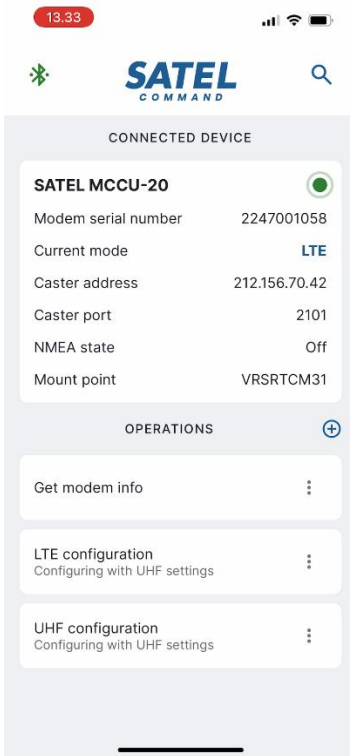 13.33
SATEL
COMMAND
CONNECTED DEVICE
SATEL MCCU-20
Modem serial number 2247001058
Current mode LTE
Caster address 212.156.70.42
Caster port 2101
NMEA state Off
Mount point VRSRTCM31
OPERATIONS
Get modem info
LTE configuration
Configuring with UHF settings
UHF configuration
Configuring with UHF settings